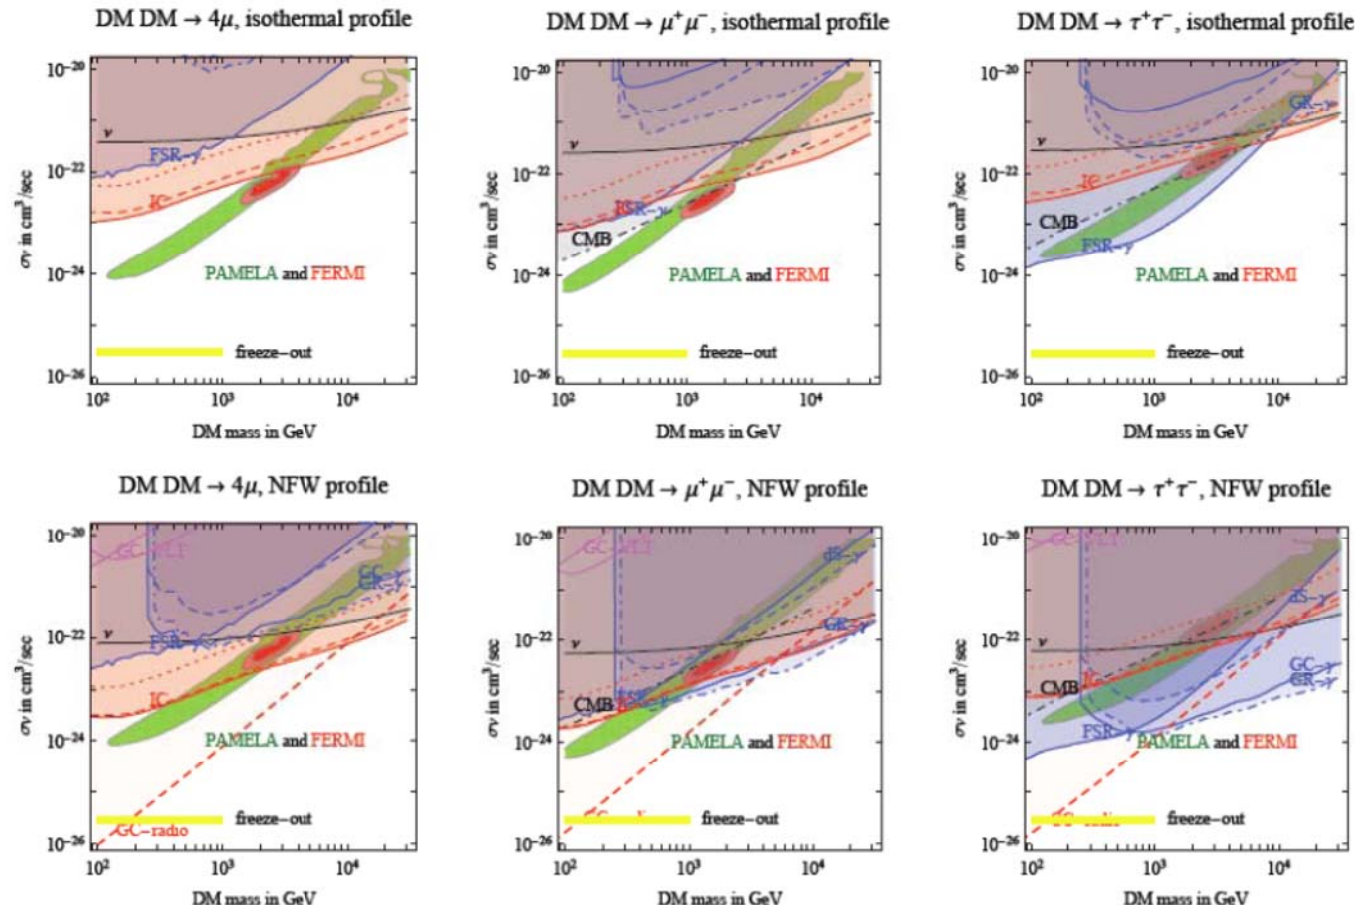 DM DM → 4μ, isothermal profile
10⁻²⁰
10⁻²²
10⁻²⁴
10⁻²⁶
σv in cm³/sec
ν
FSR-γ
IC
PAMELA and FERMI
freeze-out
10² 10³ 10⁴
DM mass in GeV
DM DM → μ⁺μ⁻, isothermal profile
10⁻²⁰
10⁻²²
10⁻²⁴
10⁻²⁶
σv in cm³/sec
ν
FSR-γ
CMB
PAMELA and FERMI
freeze-out
10² 10³ 10⁴
DM mass in GeV
DM DM → τ⁺τ⁻, isothermal profile
10⁻²⁰
10⁻²²
10⁻²⁴
10⁻²⁶
σv in cm³/sec
GR-γ
ν
IC
CMB
FSR-γ
PAMELA and FERMI
freeze-out
10² 10³ 10⁴
DM mass in GeV
DM DM → 4μ, NFW profile
10⁻²⁰
10⁻²²
10⁻²⁴
10⁻²⁶
σv in cm³/sec
GC-γ
GR-γ
ν
FSR-γ
IC
PAMELA and FERMI
freeze-out
GC-radio
10² 10³ 10⁴
DM mass in GeV
DM DM → μ⁺μ⁻, NFW profile
10⁻²⁰
10⁻²²
10⁻²⁴
10⁻²⁶
σv in cm³/sec
dS-γ
GR-γ
ν
CMB
PAMELA and FERMI
freeze-out
10² 10³ 10⁴
DM mass in GeV
DM DM → τ⁺τ⁻, NFW profile
10⁻²⁰
10⁻²²
10⁻²⁴
10⁻²⁶
σv in cm³/sec
dS-γ
ν
GC-γ
GR-γ
IC
CMB
FSR-γ
PAMELA and FERMI
freeze-out
10² 10³ 10⁴
DM mass in GeV